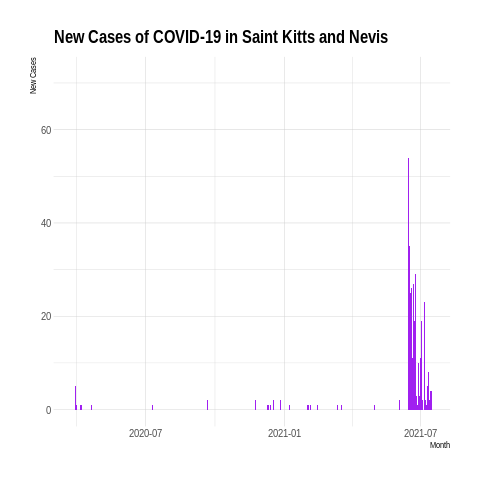 New Cases of COVID-19 in Saint Kitts and Nevis
New Cases
60
40
20
0
2020-07
2021-01
2021-07
Month